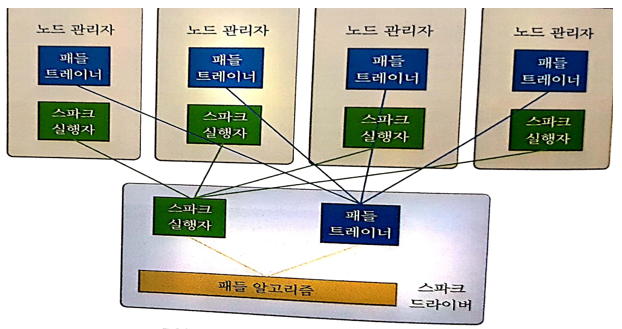 노드 관리자
패들
트레이너
스파크
실행자
노드 관리자
패들
트레이너
스파크
실행자
노드 관리자
패들
트레이너
스파크
실행자
노드 관리자
패들
트레이너
스파크
실행자
스파크
실행자
패들
트레이너
패들 알고리즘
스파크
드라이버